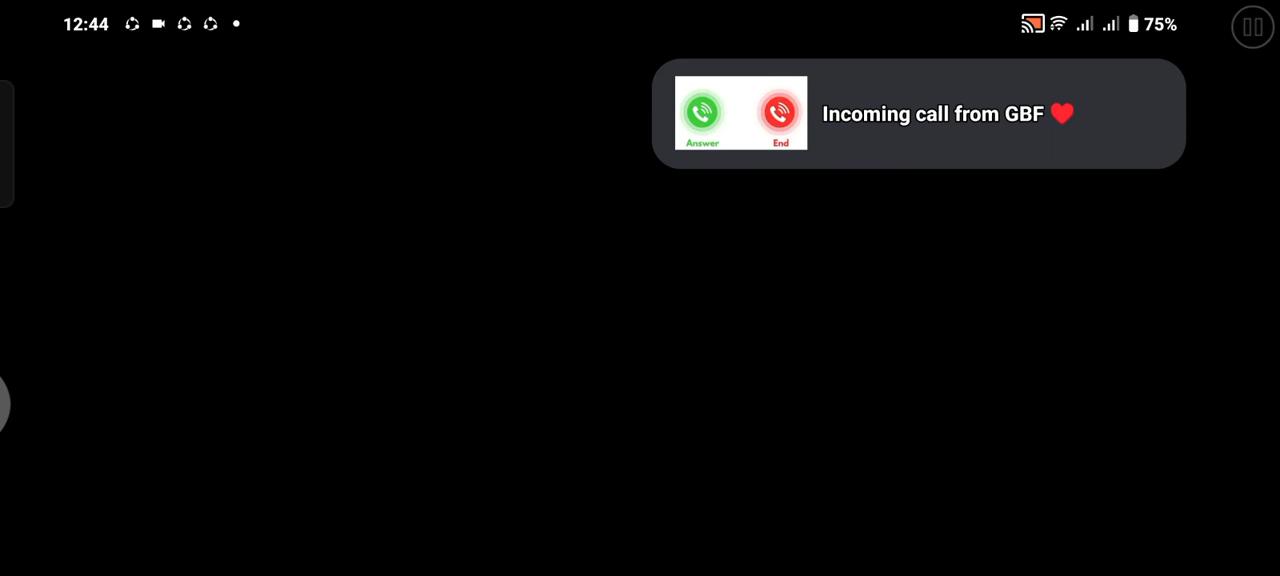 12:44
75%
Incoming call from GBF ❤️
Answer
End